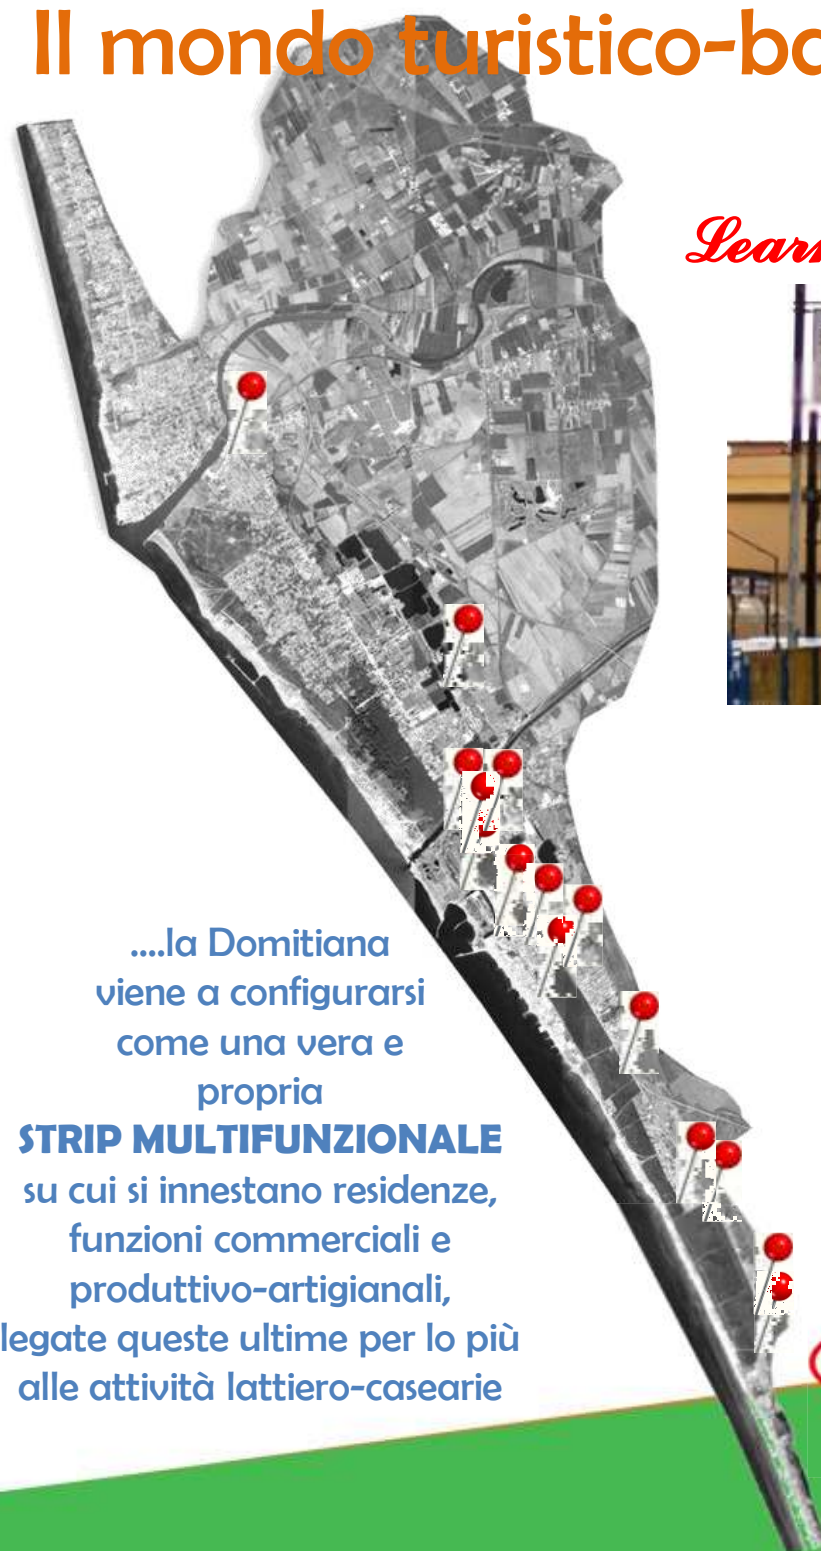 Il mondo turistico-ba
Learn
....la Domitiana
viene a configurarsi
come una vera e
propria
STRIP MULTIFUNZIONALE
su cui si innestano residenze,
funzioni commerciali e
produttivo-artigianali,
legate queste ultime per lo più
alle attività lattiero-casearie